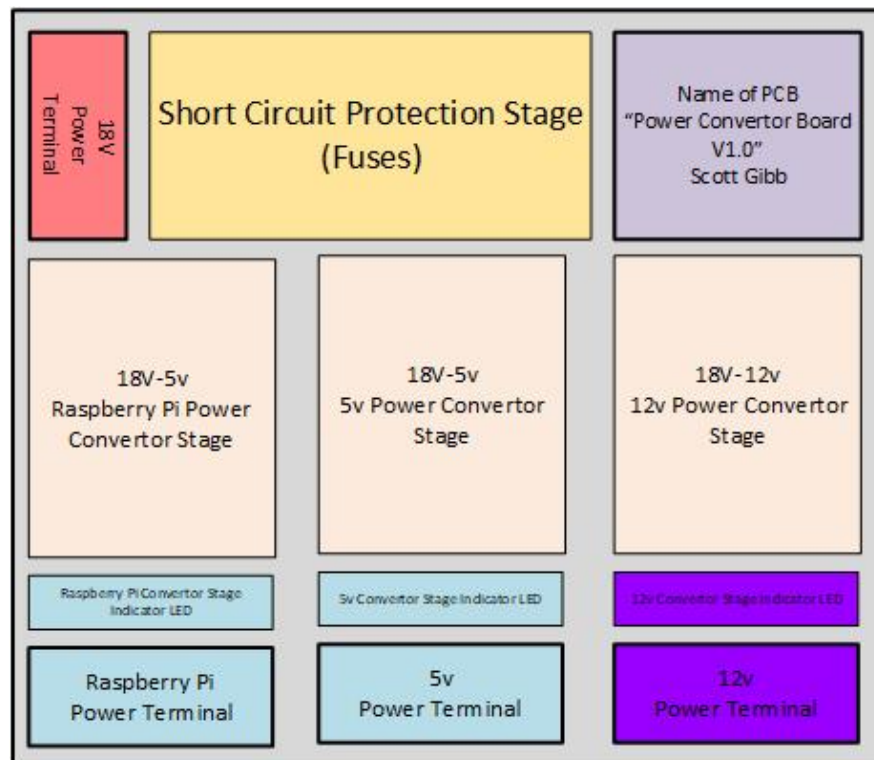 18V
Power
Terminal
Short Circuit Protection Stage
(Fuses)
Name of PCB
“Power Convertor Board
V1.0”
Scott Gibb
18V-5v
Raspberry Pi Power
Convertor Stage
18V-5v
5v Power Convertor
Stage
18V-12v
12v Power Convertor
Stage
Raspberry Pi Convertor Stage
Indicator LED
5v Convertor Stage Indicator LED
12v Convertor Stage Indicator LED
Raspberry Pi
Power Terminal
5v
Power Terminal
12v
Power Terminal